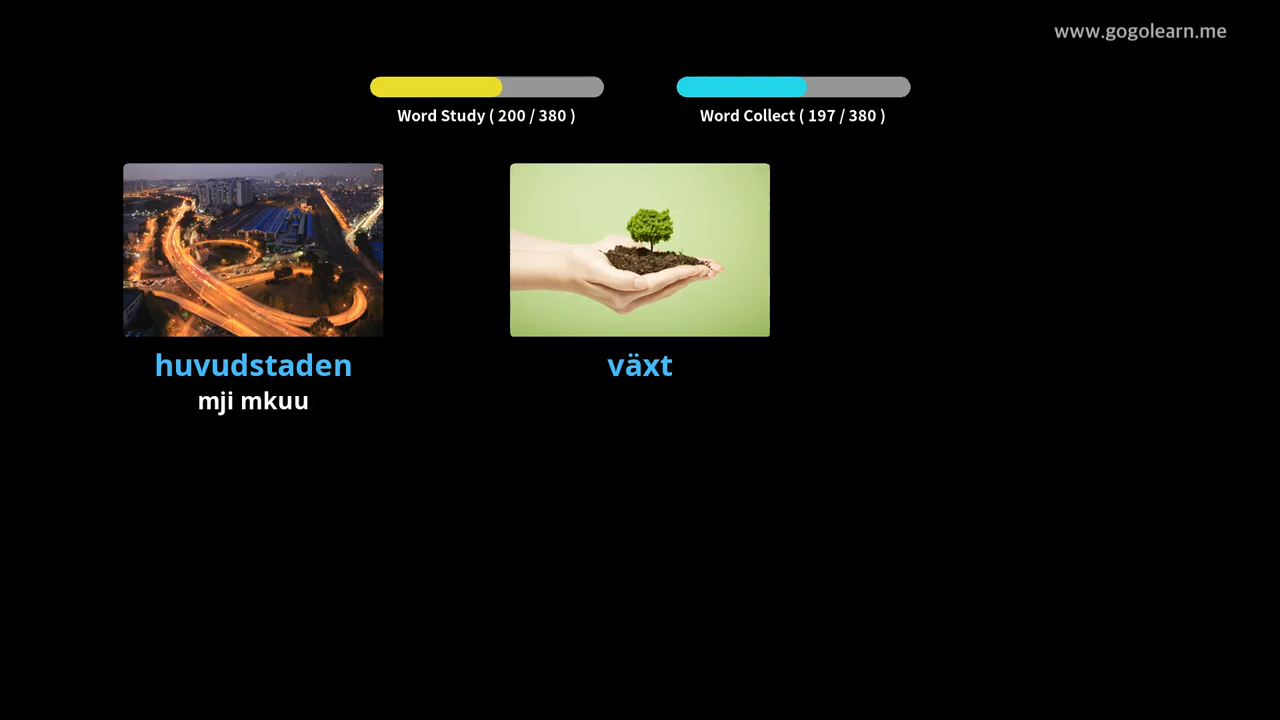 www.gogolearn.me
Word Study ( 200 / 380 )
Word Collect ( 197 / 380 )
huvudstaden
mji mkuu
växt